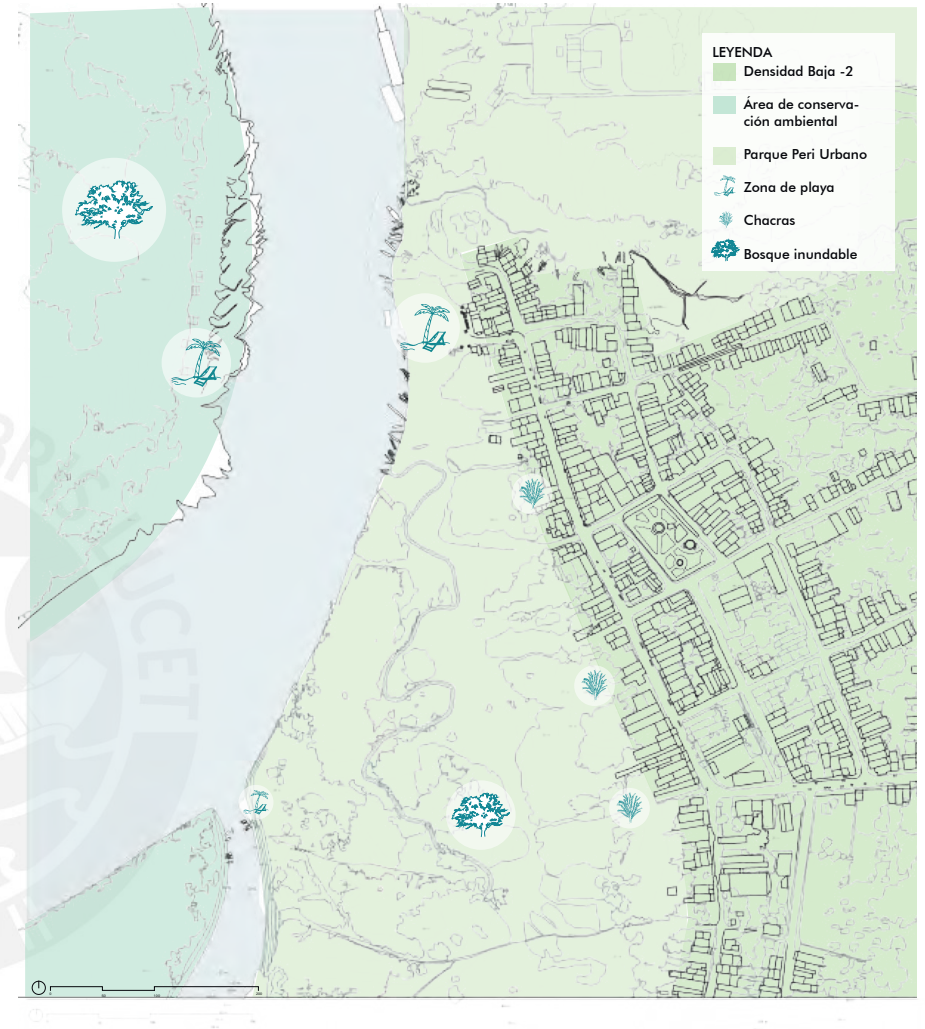 LEYENDA
Densidad Baja -2
Área de conserva-
ción ambiental
Parque Peri Urbano
Zona de playa
Chacras
Bosque inundable